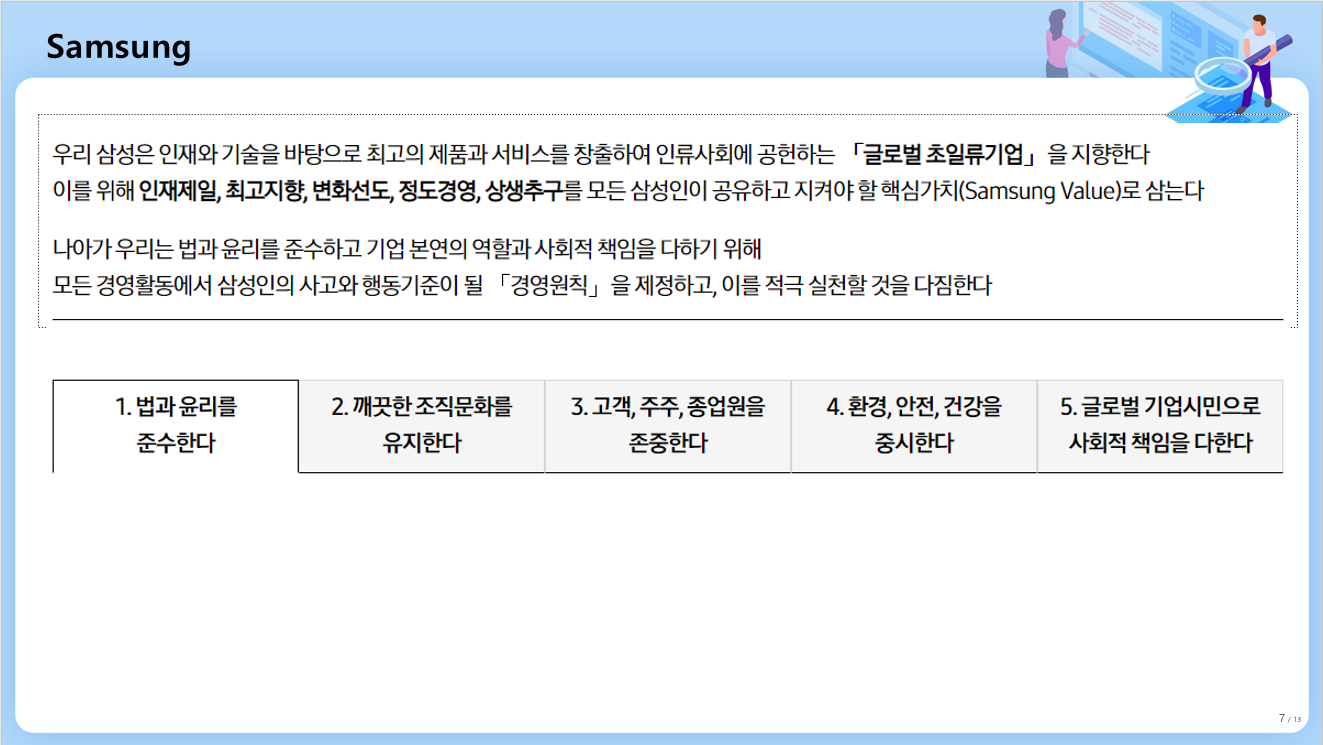 Samsung
우리 삼성은 인재와 기술을 바탕으로 최고의 제품과 서비스를 창출하여 인류사회에 공헌하는 「글로벌 초일류기업」을 지향한다
이를 위해 인재제일, 최고지향, 변화선도, 정도경영, 상생추구를 모든 삼성인이 공유하고 지켜야 할 핵심가치(Samsung Value)로 삼는다
나아가 우리는 법과 윤리를 준수하고 기업 본연의 역할과 사회적 책임을 다하기 위해
모든 경영활동에서 삼성인의 사고와 행동기준이 될 「경영원칙」을 제정하고, 이를 적극 실천할 것을 다짐한다
1. 법과 윤리를
준수한다
2. 깨끗한 조직문화를
유지한다
3. 고객, 주주, 종업원을
존중한다
4. 환경, 안전, 건강을
중시한다
5. 글로벌 기업시민으로
사회적 책임을 다한다
7 / 13